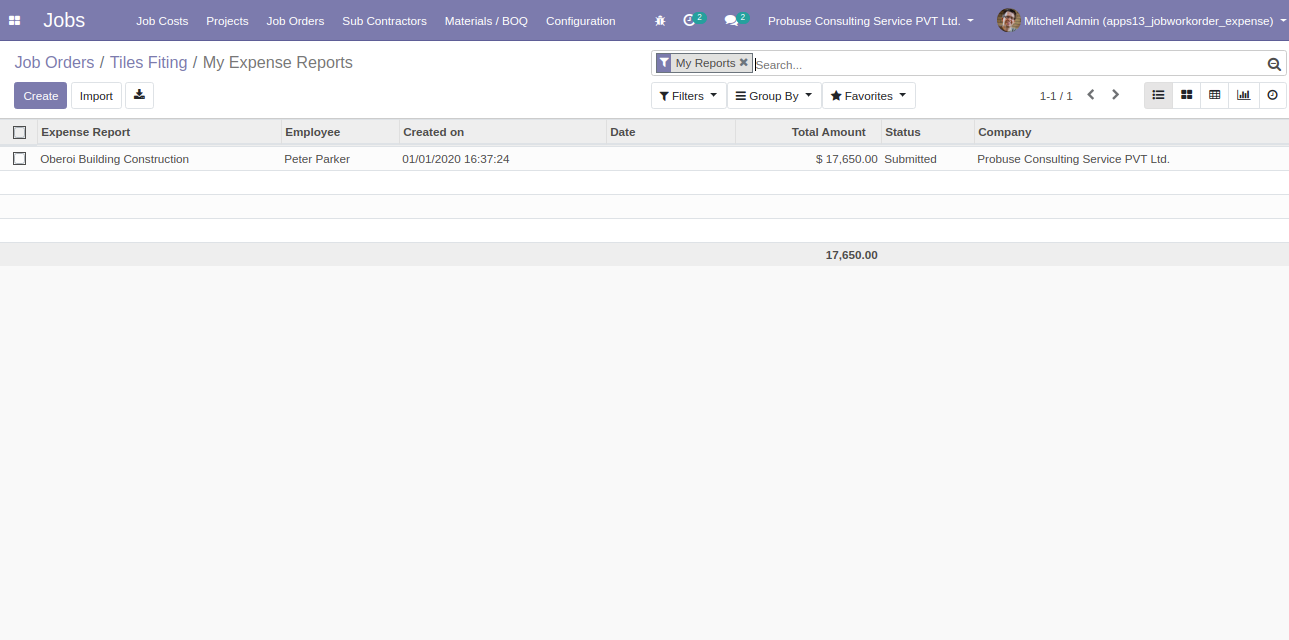 Jobs Job Costs Projects Job Orders Sub Contractors Materials / BOQ Configuration 2 2 Probuse Consulting Service PVT Ltd. Mitchell Admin (apps13_jobworkorder_expense)
Job Orders / Tiles Fiting / My Expense Reports My Reports Search...
Create Import Filters Group By Favorites 1-1 / 1
Expense Report Employee Created on Date Total Amount Status Company
Oberoi Building Construction Peter Parker 01/01/2020 16:37:24 $ 17,650.00 Submitted Probuse Consulting Service PVT Ltd.
17,650.00